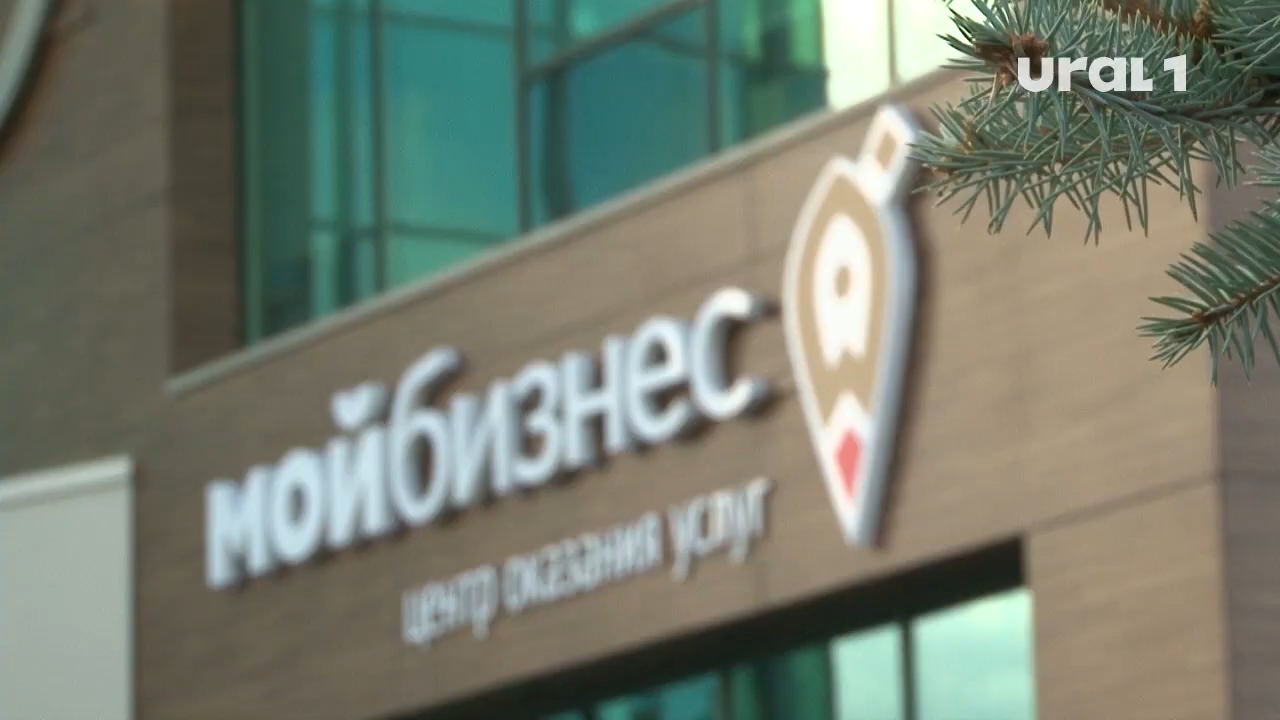 ural 1
мойбизнес
центр оказания услуг